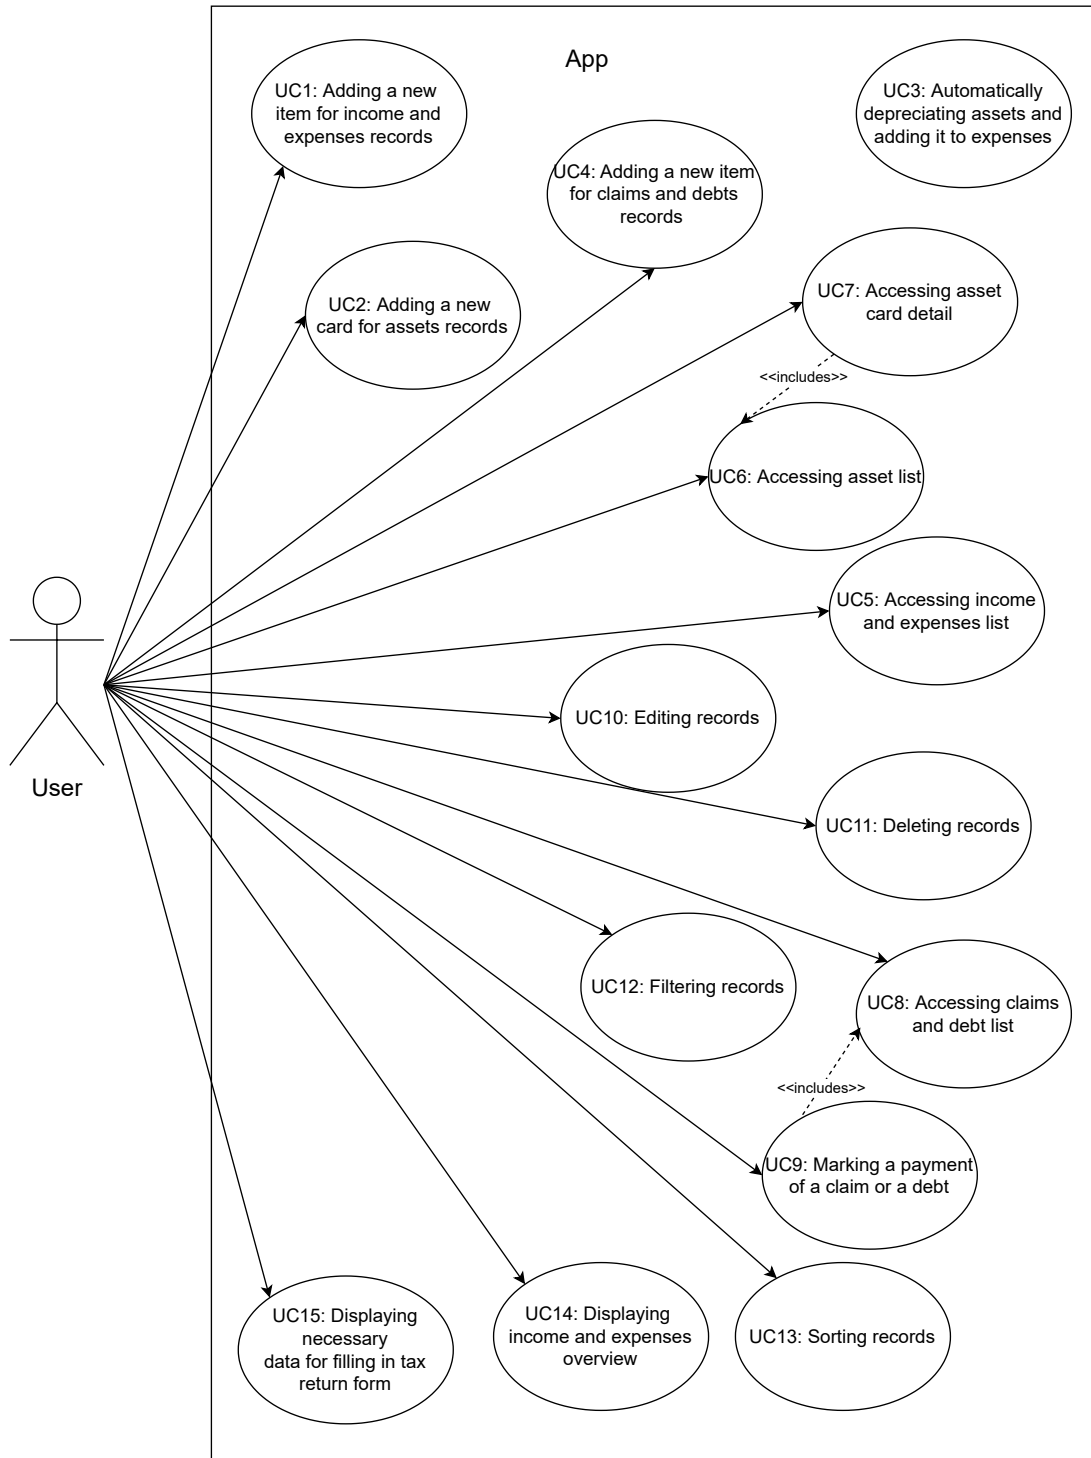 App
UC1: Adding a new
item for income and
expenses records
UC3: Automatically
depreciating assets and
adding it to expenses
UC4: Adding a new item
for claims and debts
records
UC2: Adding a new
card for assets records
UC7: Accessing asset
card detail
<<includes>>
UC6: Accessing asset list
UC5: Accessing income
and expenses list
User
UC10: Editing records
UC11: Deleting records
UC12: Filtering records
UC8: Accessing claims
and debt list
<<includes>>
UC9: Marking a payment
of a claim or a debt
UC15: Displaying
necessary
data for filling in tax
return form
UC14: Displaying
income and expenses
overview
UC13: Sorting records